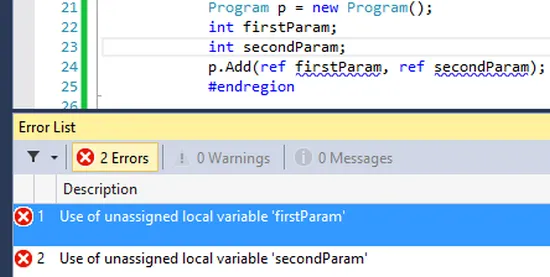 21 Program p = new Program();
22 int firstParam;
23 int secondParam;
24 p.Add(ref firstParam, ref secondParam);
25 #endregion
26
Error List
2 Errors 0 Warnings 0 Messages
Description
1 Use of unassigned local variable 'firstParam'
2 Use of unassigned local variable 'secondParam'